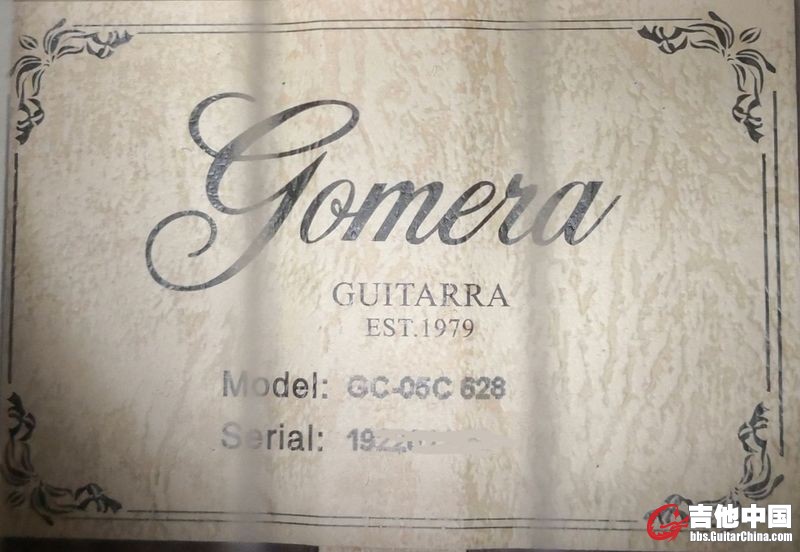 Gomera
GUITARRA
EST.1979
Model: GC-05C 628
Serial:
吉他中国
bbs.GuitarChina.com